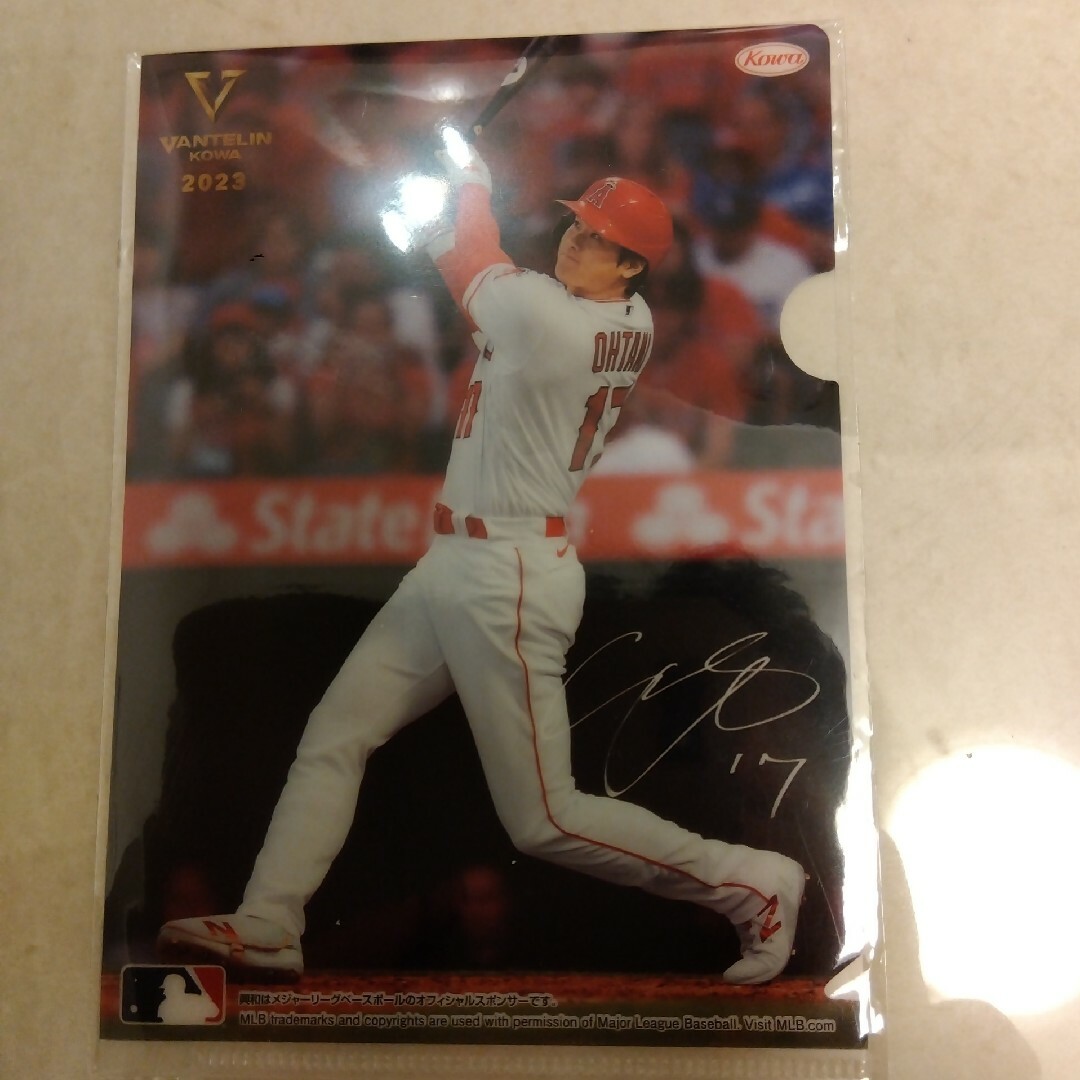 Kowa
VANTELIN
KOWA
2023
A
OHTANI
17
State
Sta
17
興和はメジャーリーグベースボールのオフィシャルスポンサーです。
MLB trademarks and copyrights are used with permission of Major League Baseball. Visit MLB.com